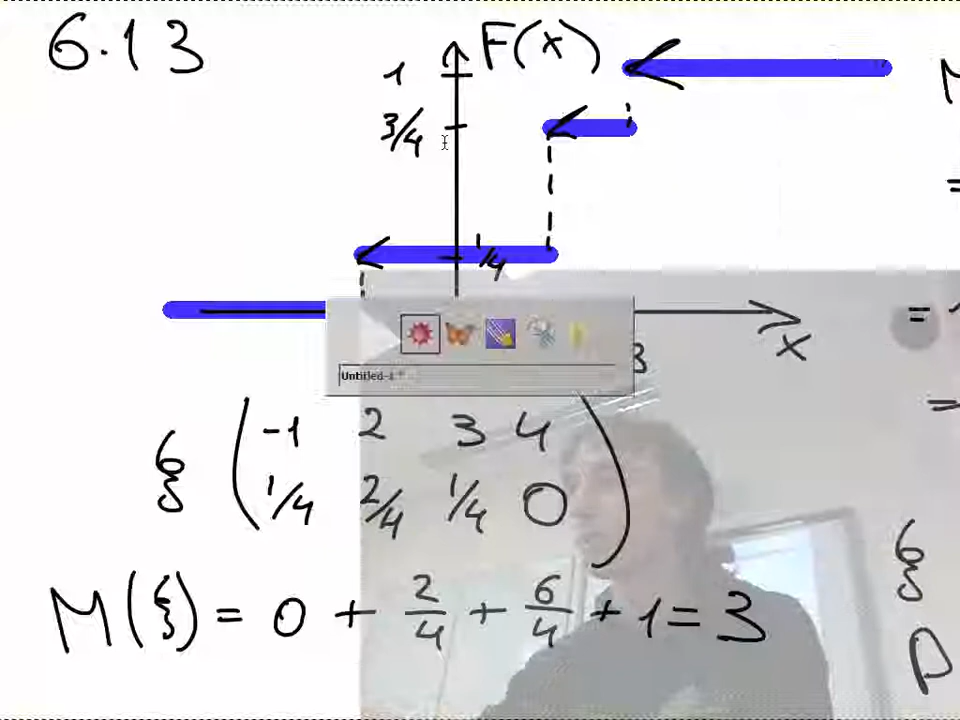 6.13
F(x)
1
3/4
1/4
3
x
Untitled-1 *
ξ ( -1 2 3 4 )
1/4 2/4 1/4 0
M(ξ) = 0 + 2/4 + 6/4 + 1 = 3
ξ